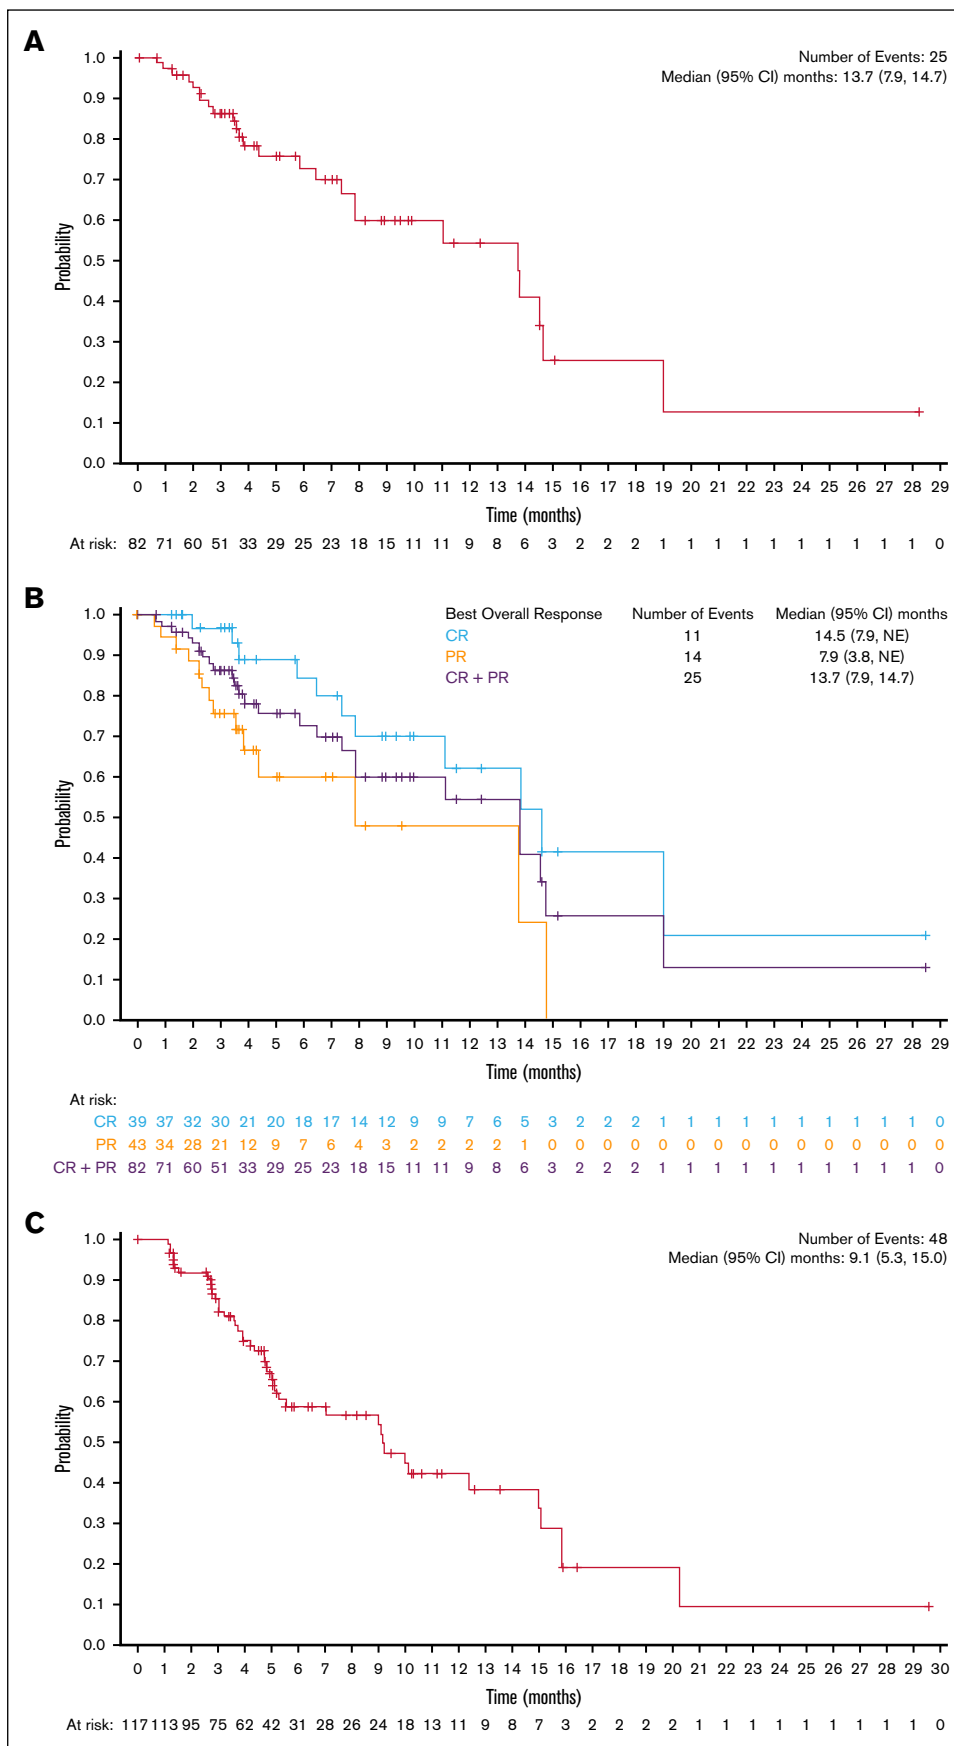 A
Number of Events: 25
Median (95% CI) months: 13.7 (7.9, 14.7)
1.0
0.9
0.8
0.7
0.6
0.5
0.4
0.3
0.2
0.1
0.0
Probability
0 1 2 3 4 5 6 7 8 9 10 11 12 13 14 15 16 17 18 19 20 21 22 23 24 25 26 27 28 29
Time (months)
At risk: 82 71 60 51 33 29 25 23 18 15 11 11 9 8 6 3 2 2 2 1 1 1 1 1 1 1 1 1 1 0
B
Best Overall Response Number of Events Median (95% CI) months
CR 11 14.5 (7.9, NE)
PR 14 7.9 (3.8, NE)
CR + PR 25 13.7 (7.9, 14.7)
1.0
0.9
0.8
0.7
0.6
0.5
0.4
0.3
0.2
0.1
0.0
Probability
0 1 2 3 4 5 6 7 8 9 10 11 12 13 14 15 16 17 18 19 20 21 22 23 24 25 26 27 28 29
Time (months)
At risk:
CR 39 37 32 30 21 20 18 17 14 12 9 9 7 6 5 3 2 2 2 1 1 1 1 1 1 1 1 1 1 0
PR 43 34 28 21 12 9 7 6 4 3 2 2 2 2 1 0 0 0 0 0 0 0 0 0 0 0 0 0 0 0
CR + PR 82 71 60 51 33 29 25 23 18 15 11 11 9 8 6 3 2 2 2 1 1 1 1 1 1 1 1 1 1 0
C
Number of Events: 48
Median (95% CI) months: 9.1 (5.3, 15.0)
1.0
0.9
0.8
0.7
0.6
0.5
0.4
0.3
0.2
0.1
0.0
Probability
0 1 2 3 4 5 6 7 8 9 10 11 12 13 14 15 16 17 18 19 20 21 22 23 24 25 26 27 28 29 30
Time (months)
At risk: 117 113 95 75 62 42 31 28 26 24 18 13 11 9 8 7 3 2 2 2 2 1 1 1 1 1 1 1 1 1 0